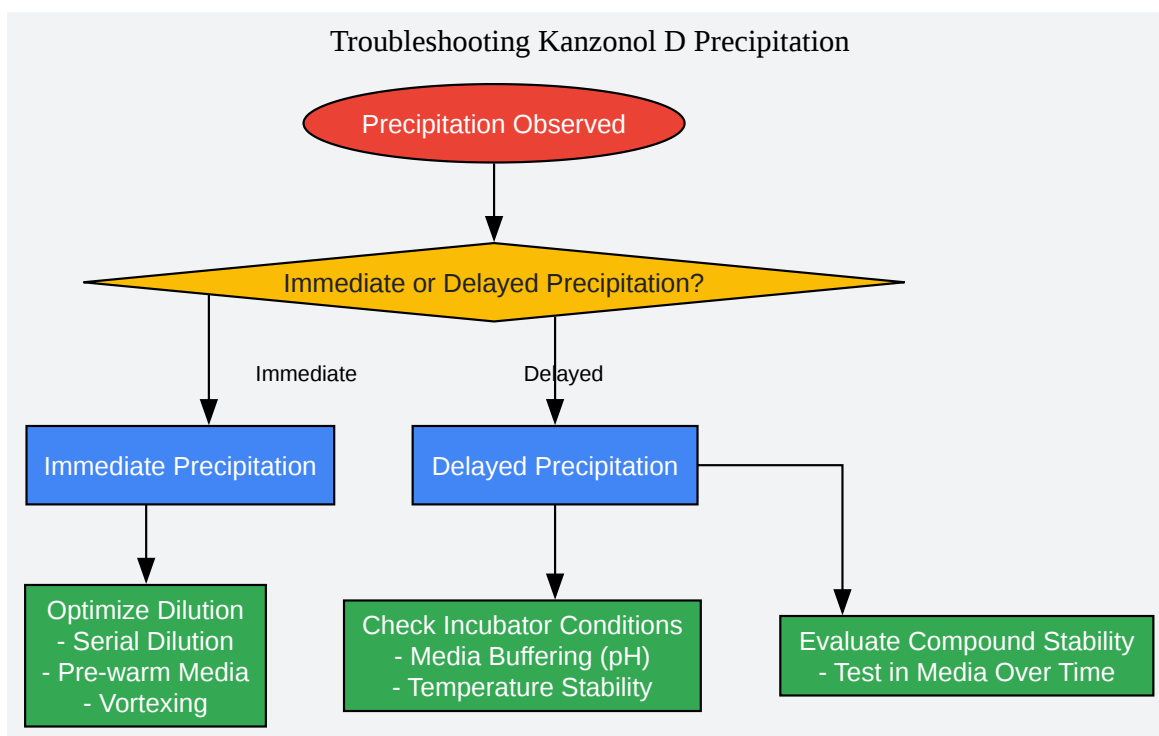 Troubleshooting Kanzonol D Precipitation
Precipitation Observed
Immediate or Delayed Precipitation?
Immediate
Delayed
Immediate Precipitation
Delayed Precipitation
Optimize Dilution
- Serial Dilution
- Pre-warm Media
- Vortexing
Check Incubator Conditions
- Media Buffering (pH)
- Temperature Stability
Evaluate Compound Stability
- Test in Media Over Time